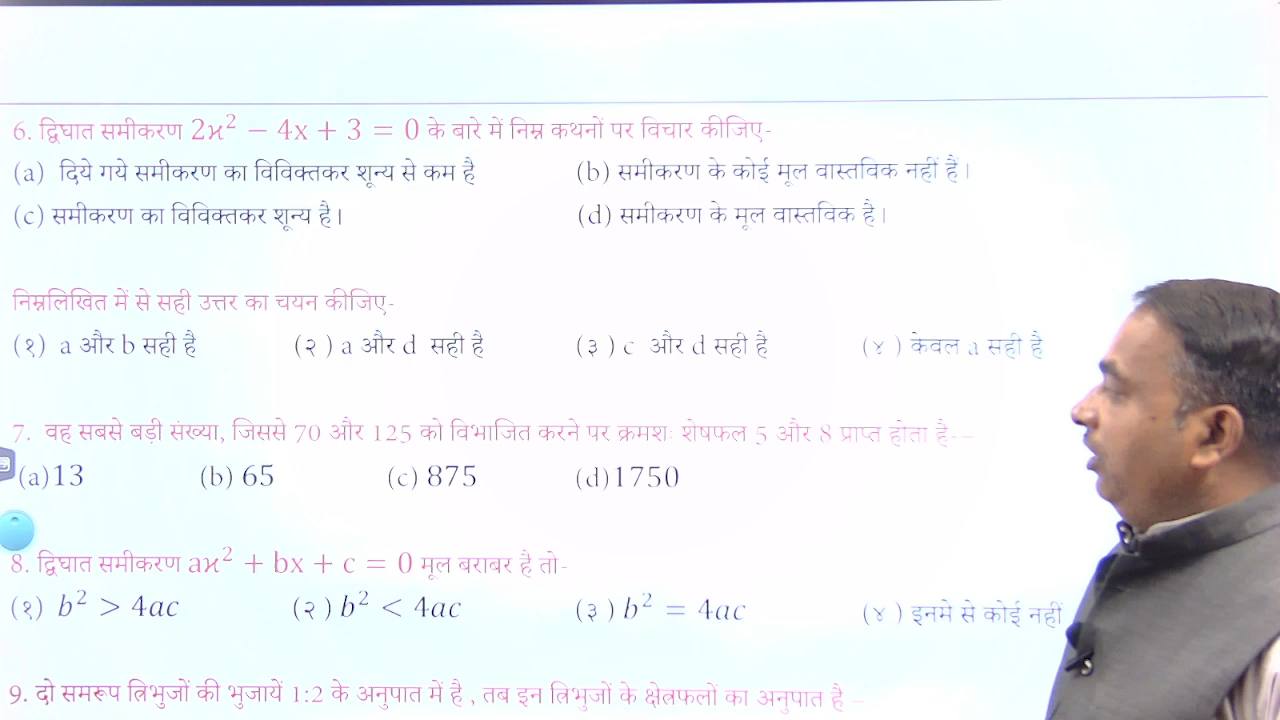 6. द्विघात समीकरण 2x² − 4x + 3 = 0 के बारे में निम्न कथनों पर विचार कीजिए-
(a) दिये गये समीकरण का विविक्तकर शून्य से कम है (b) समीकरण के कोई मूल वास्तविक नहीं हैं।
(c) समीकरण का विविक्तकर शून्य है। (d) समीकरण के मूल वास्तविक है।
निम्नलिखित में से सही उत्तर का चयन कीजिए-
(१) a और b सही है (२ ) a और d सही है (३ ) c और d सही है (४ ) केवल a सही है
7. वह सबसे बड़ी संख्या, जिससे 70 और 125 को विभाजित करने पर क्रमशः शेषफल 5 और 8 प्राप्त होता है-–
(a)13 (b) 65 (c) 875 (d)1750
8. द्विघात समीकरण ax² + bx + c = 0 मूल बराबर है तो-
(१) b² > 4ac (२ ) b² < 4ac (३ ) b² = 4ac (४ ) इनमे से कोई नहीं
9. दो समरूप त्रिभुजों की भुजायें 1:2 के अनुपात में है , तब इन त्रिभुजों के क्षेत्रफलों का अनुपात है –